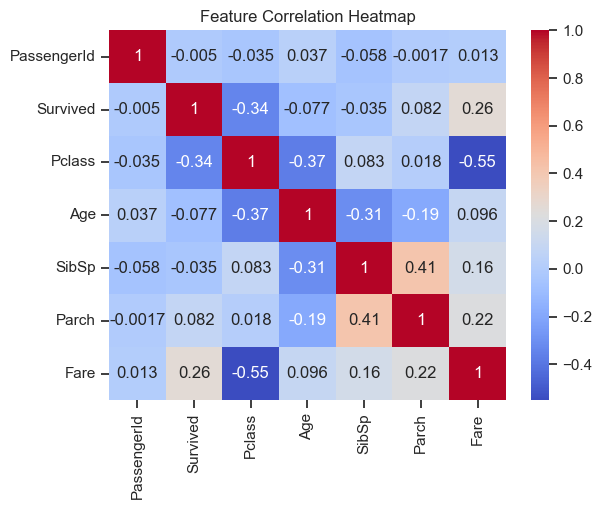 Feature Correlation Heatmap
PassengerId 1 -0.005 -0.035 0.037 -0.058 -0.0017 0.013
Survived -0.005 1 -0.34 -0.077 -0.035 0.082 0.26
Pclass -0.035 -0.34 1 -0.37 0.083 0.018 -0.55
Age 0.037 -0.077 -0.37 1 -0.31 -0.19 0.096
SibSp -0.058 -0.035 0.083 -0.31 1 0.41 0.16
Parch -0.0017 0.082 0.018 -0.19 0.41 1 0.22
Fare 0.013 0.26 -0.55 0.096 0.16 0.22 1
PassengerId
Survived
Pclass
Age
SibSp
Parch
Fare
1.0
0.8
0.6
0.4
0.2
0.0
−0.2
−0.4